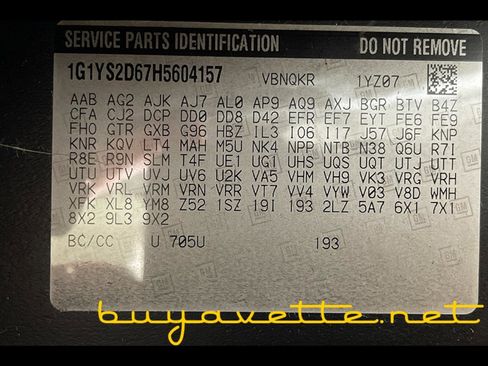 SERVICE PARTS IDENTIFICATION DO NOT REMOVE
1G1YS2D67H5604157 VBNQKR 1YZ07
AAB AG2 AJK AJ7 AL0 AP9 AQ9 AXJ BGR BTV B4Z
CFA CJ2 DCP DD0 DD8 D42 EFR EF7 EYT FE6 FE9
FHO GTR GXB G96 HBZ IL3 I06 I17 J57 J6F KNP
KNR KQV LT4 MAH M5U NK4 NPP NTB N38 Q6U R7I
R8E R9N SLM T4F UE1 UG1 UHS UQS UQT UTJ UTT
UTU UTV UVJ UV6 U2K VA5 VHM VH9 VK3 VRG VRH
VRK VRL VRM VRN VRR VT7 VV4 VYW V03 V8D WMH
XFK XL8 YM8 Z52 1SZ 19I 193 2LZ 5A7 6X1 7X1
8X2 9L3 9X2
BC/CC U 705U 193
buyavette.net